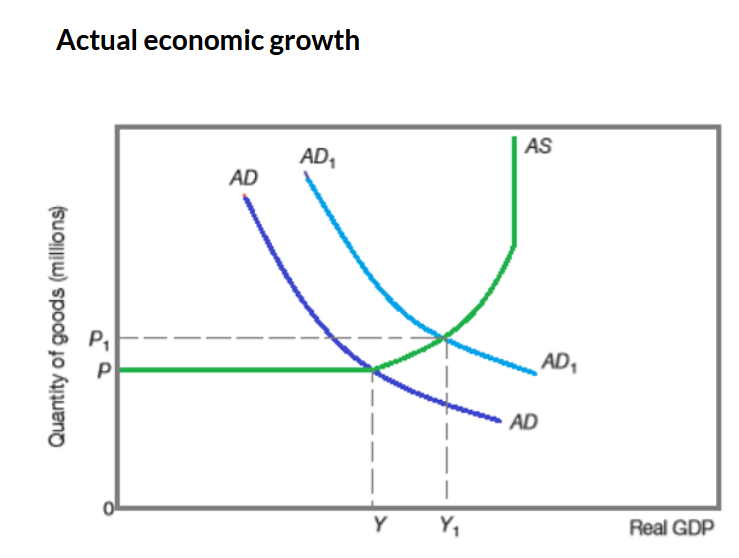 Actual economic growth
AS
AD₁
AD
Quantity of goods (millions)
P₁
P
AD₁
AD
0
Y
Y₁
Real GDP